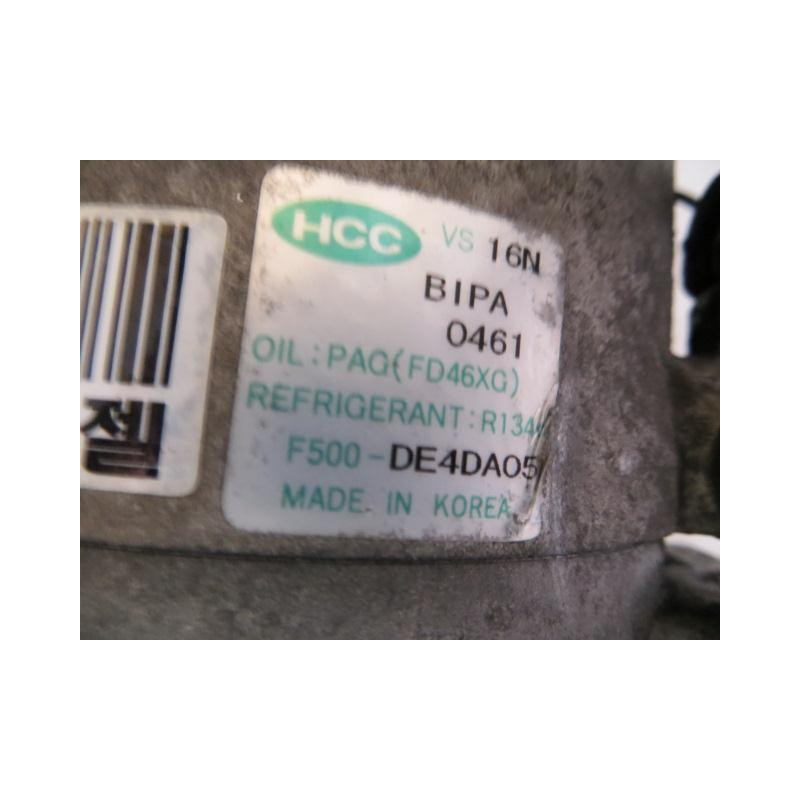 HCC VS 16N
BIPA
0461
OIL : PAG(FD46XG)
REFRIGERANT : R134
F500-DE4DA05
MADE IN KOREA
젤